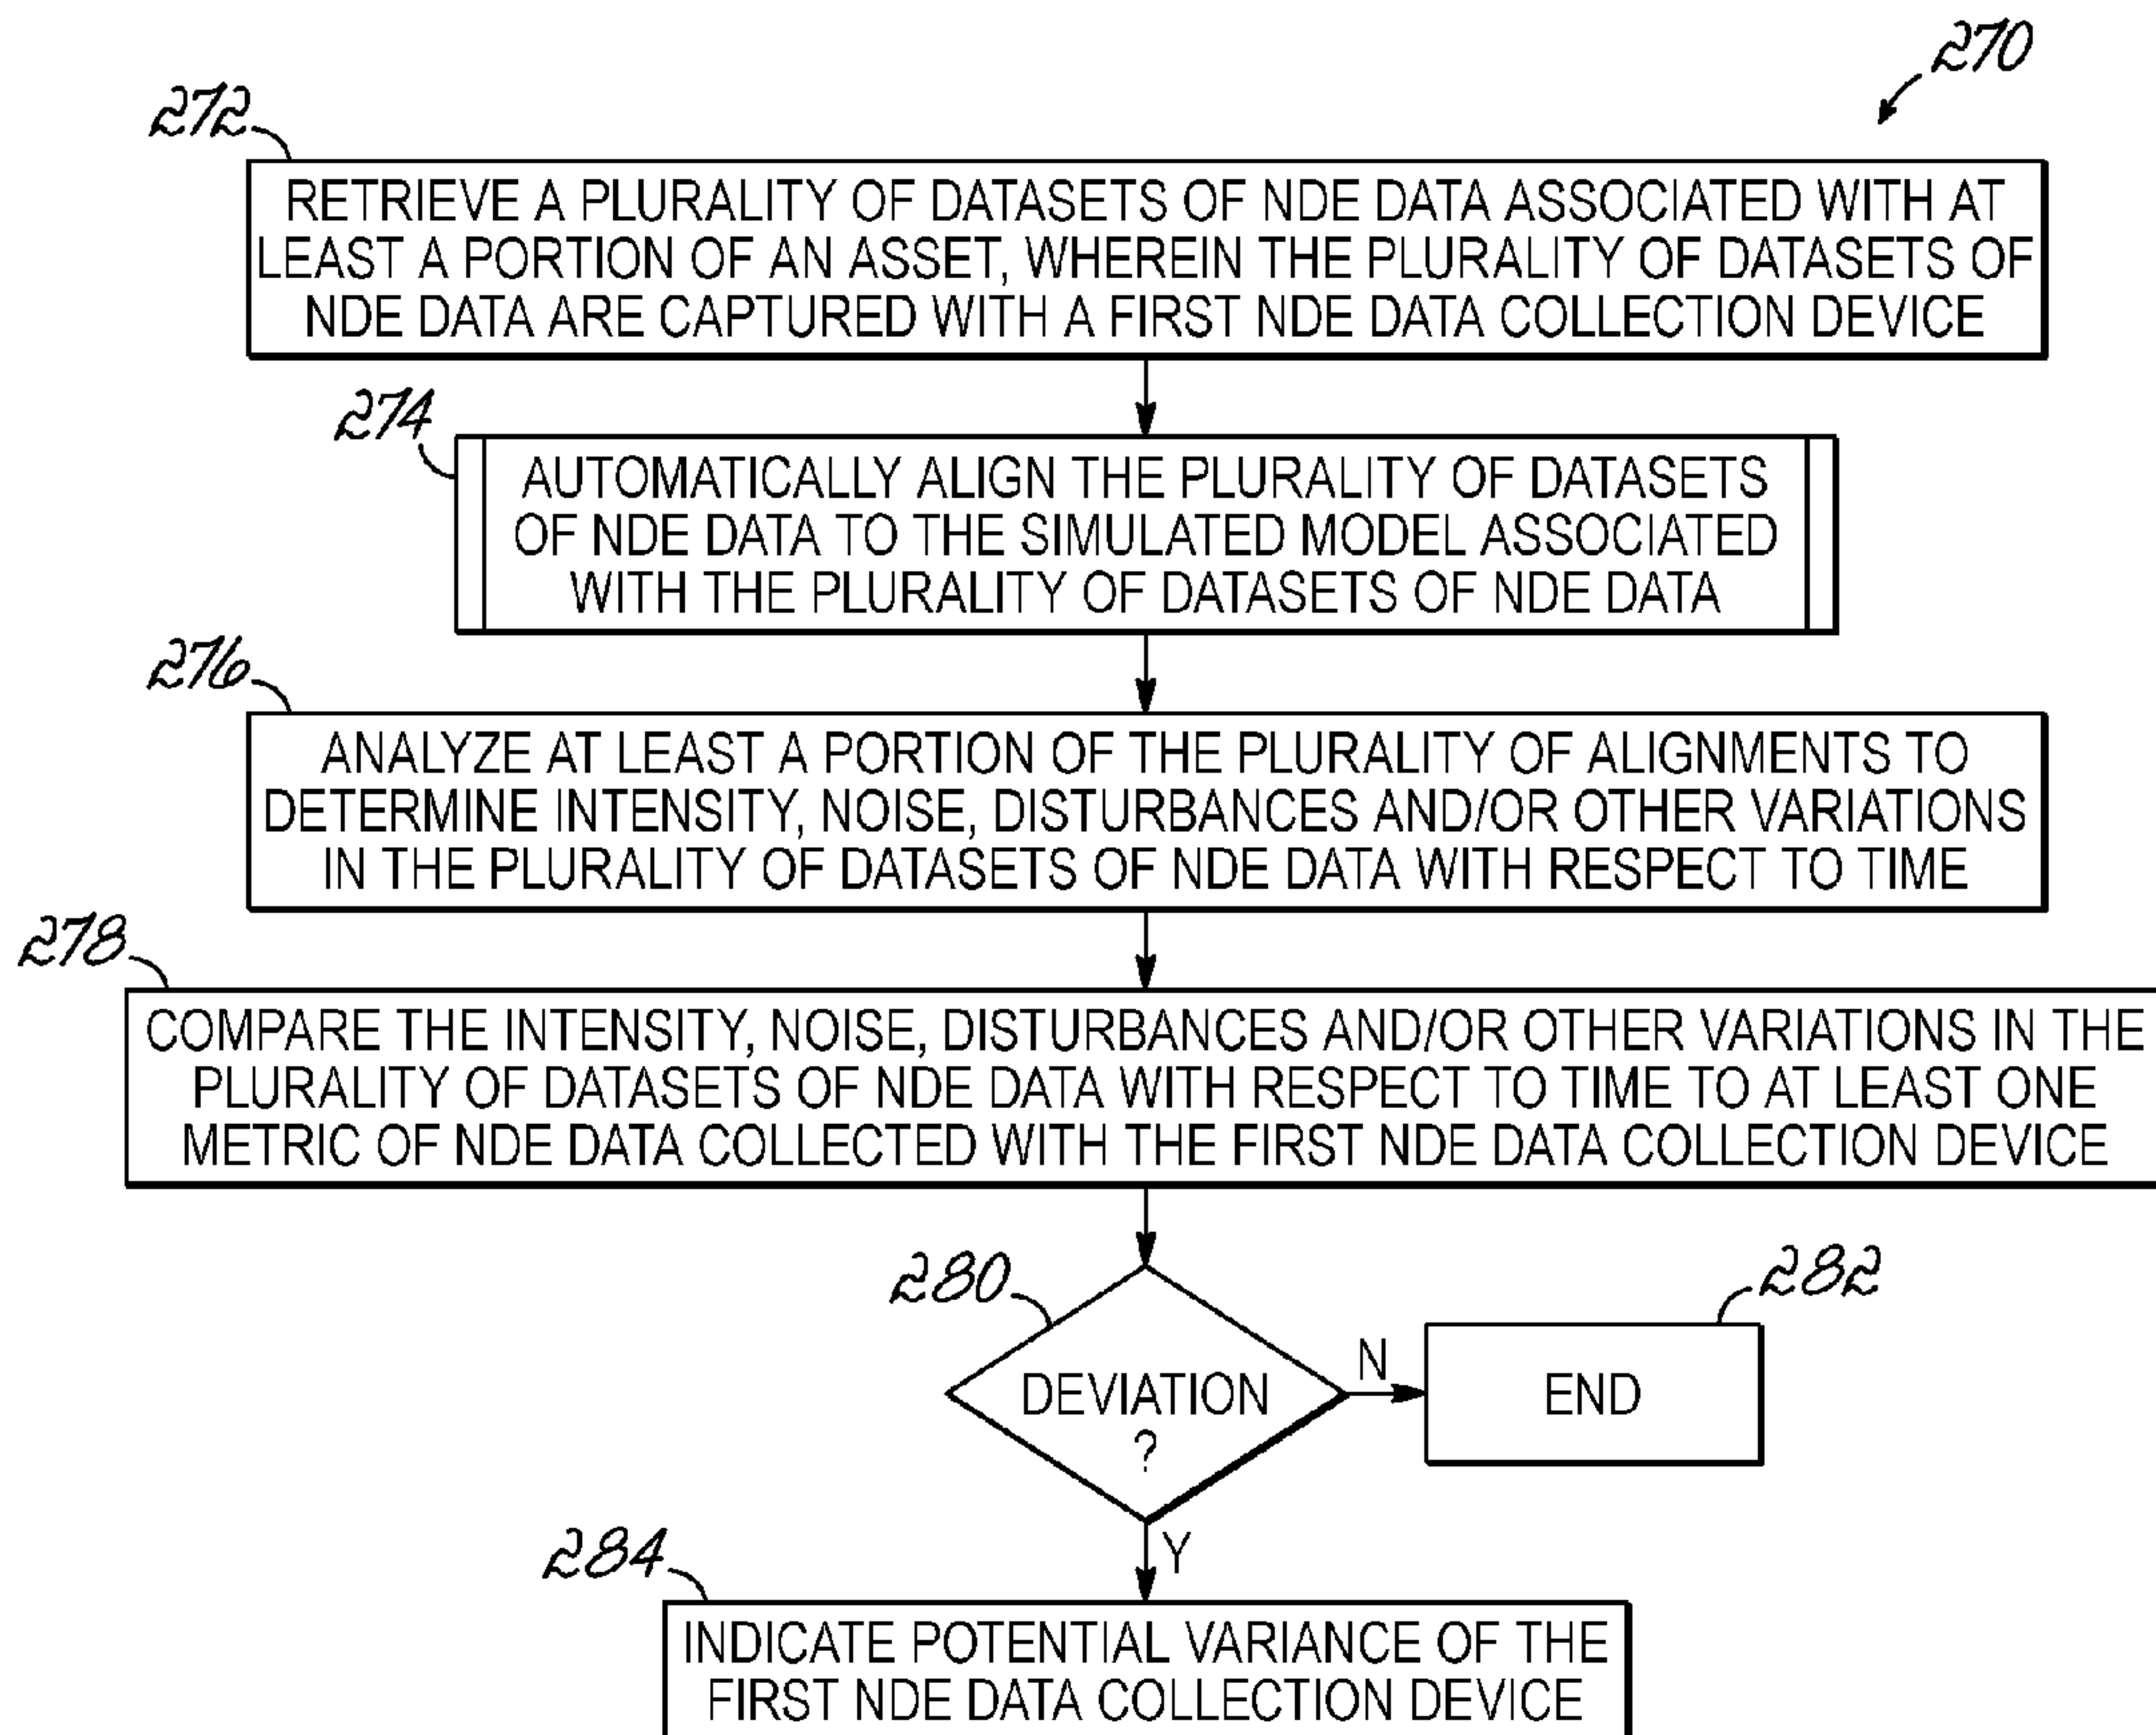 270
272
RETRIEVE A PLURALITY OF DATASETS OF NDE DATA ASSOCIATED WITH AT
LEAST A PORTION OF AN ASSET, WHEREIN THE PLURALITY OF DATASETS OF
NDE DATA ARE CAPTURED WITH A FIRST NDE DATA COLLECTION DEVICE
274
AUTOMATICALLY ALIGN THE PLURALITY OF DATASETS
OF NDE DATA TO THE SIMULATED MODEL ASSOCIATED
WITH THE PLURALITY OF DATASETS OF NDE DATA
276
ANALYZE AT LEAST A PORTION OF THE PLURALITY OF ALIGNMENTS TO
DETERMINE INTENSITY, NOISE, DISTURBANCES AND/OR OTHER VARIATIONS
IN THE PLURALITY OF DATASETS OF NDE DATA WITH RESPECT TO TIME
278
COMPARE THE INTENSITY, NOISE, DISTURBANCES AND/OR OTHER VARIATIONS IN THE
PLURALITY OF DATASETS OF NDE DATA WITH RESPECT TO TIME TO AT LEAST ONE
METRIC OF NDE DATA COLLECTED WITH THE FIRST NDE DATA COLLECTION DEVICE
280
DEVIATION
?
N
282
END
Y
284
INDICATE POTENTIAL VARIANCE OF THE
FIRST NDE DATA COLLECTION DEVICE